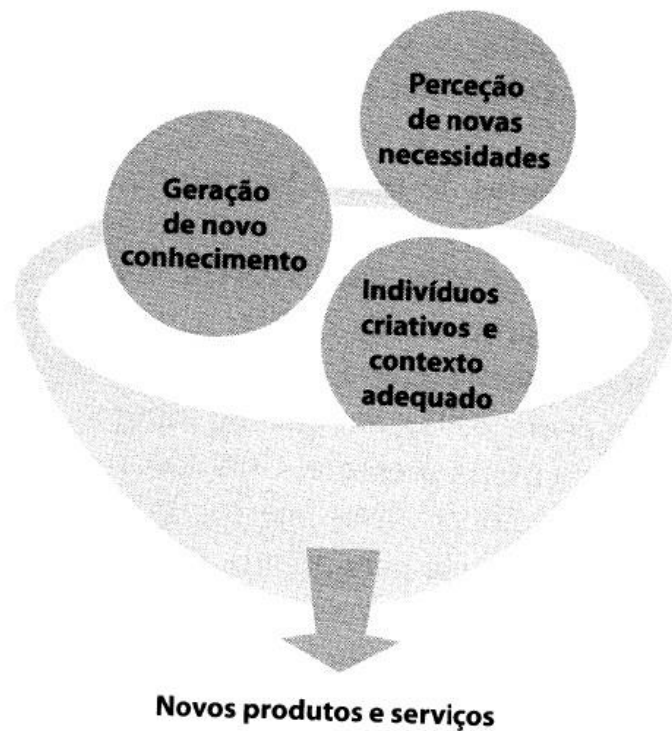 Perceção
de novas
necessidades
Geração
de novo
conhecimento
Indivíduos
criativos e
contexto
adequado
Novos produtos e serviços